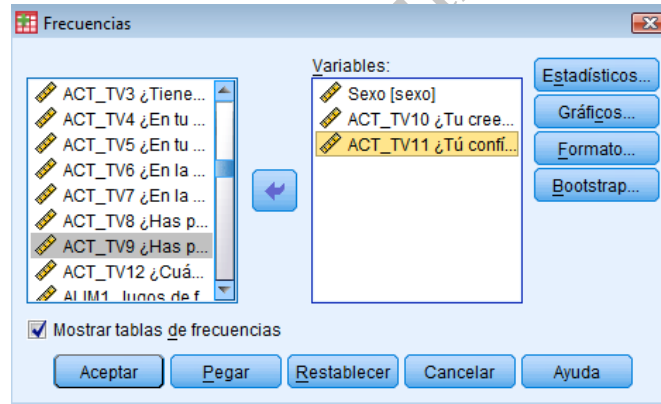 Frecuencias
Variables:
ACT_TV3 ¿Tiene...
ACT_TV4 ¿En tu ...
ACT_TV5 ¿En tu ...
ACT_TV6 ¿En la ...
ACT_TV7 ¿En la ...
ACT_TV8 ¿Has p...
ACT_TV9 ¿Has p...
ACT_TV12 ¿Cuá...
ALIM1 Jugos de f
Sexo [sexo]
ACT_TV10 ¿Tu cree...
ACT_TV11 ¿Tú confí...
Estadísticos...
Gráficos...
Formato...
Bootstrap...
Mostrar tablas de frecuencias
Aceptar Pegar Restablecer Cancelar Ayuda